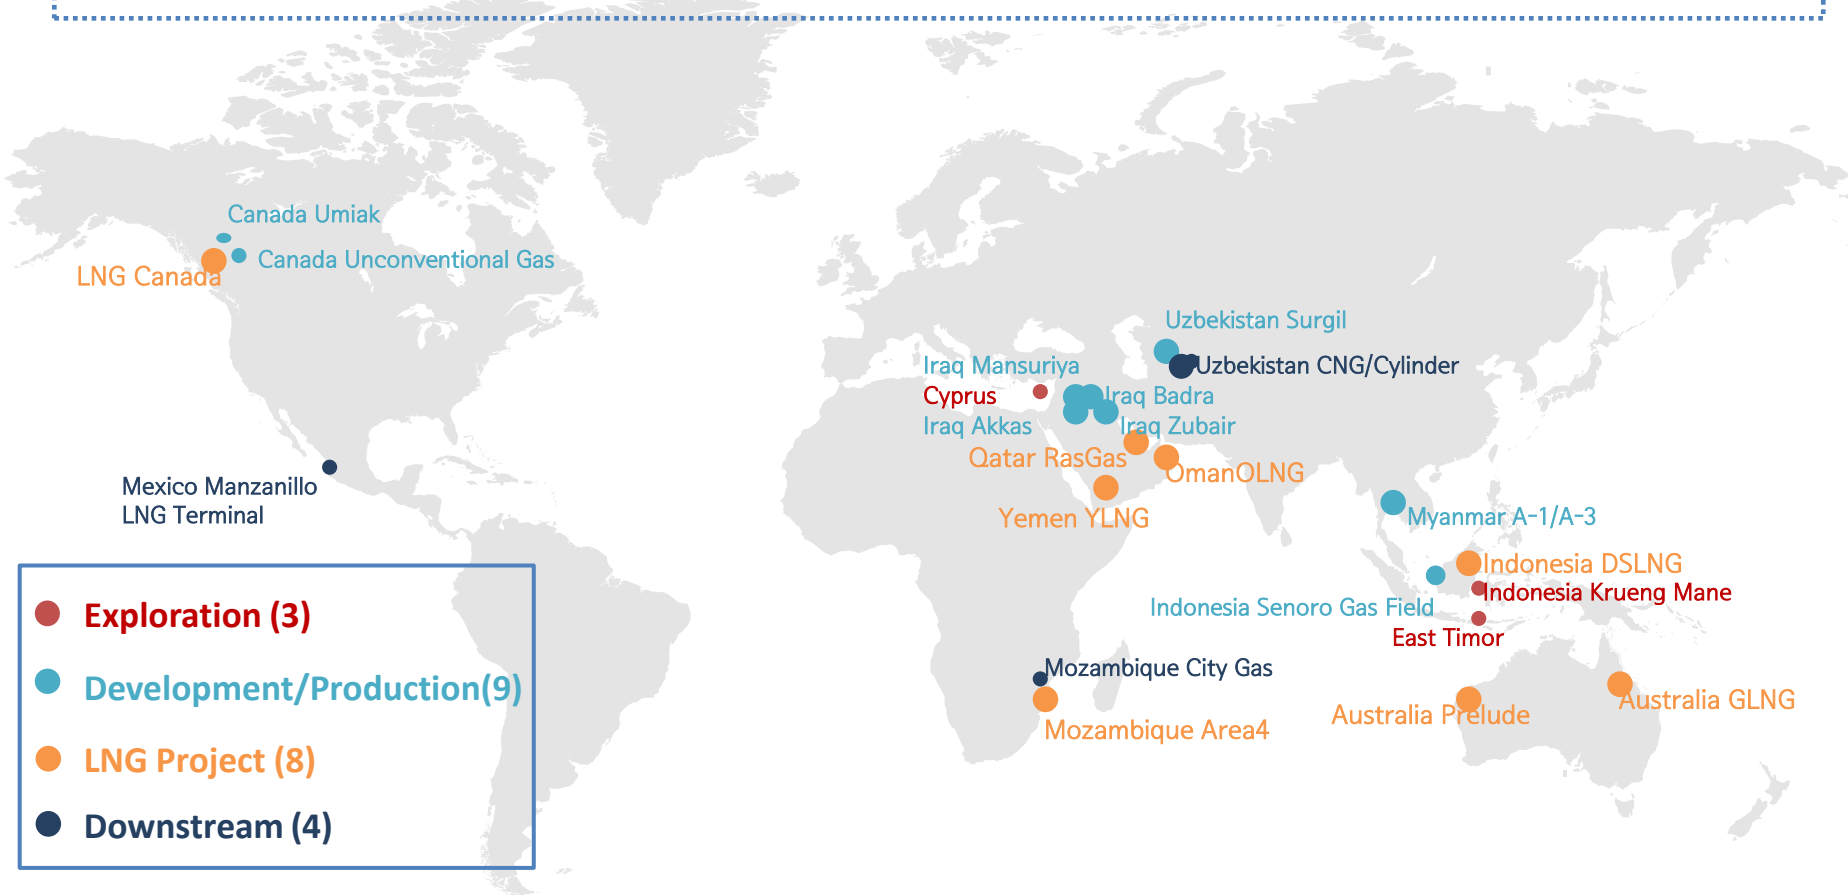 Canada Umiak
Canada Unconventional Gas
LNG Canada
Uzbekistan Surgil
Uzbekistan CNG/Cylinder
Iraq Mansuriya
Cyprus
Iraq Badra
Iraq Akkas
Iraq Zubair
Qatar RasGas
OmanOLNG
Yemen YLNG
Mexico Manzanillo
LNG Terminal
Myanmar A-1/A-3
Indonesia DSLNG
Indonesia Krueng Mane
Indonesia Senoro Gas Field
East Timor
Mozambique City Gas
Mozambique Area4
Australia Prelude
Australia GLNG
Exploration (3)
Development/Production(9)
LNG Project (8)
Downstream (4)